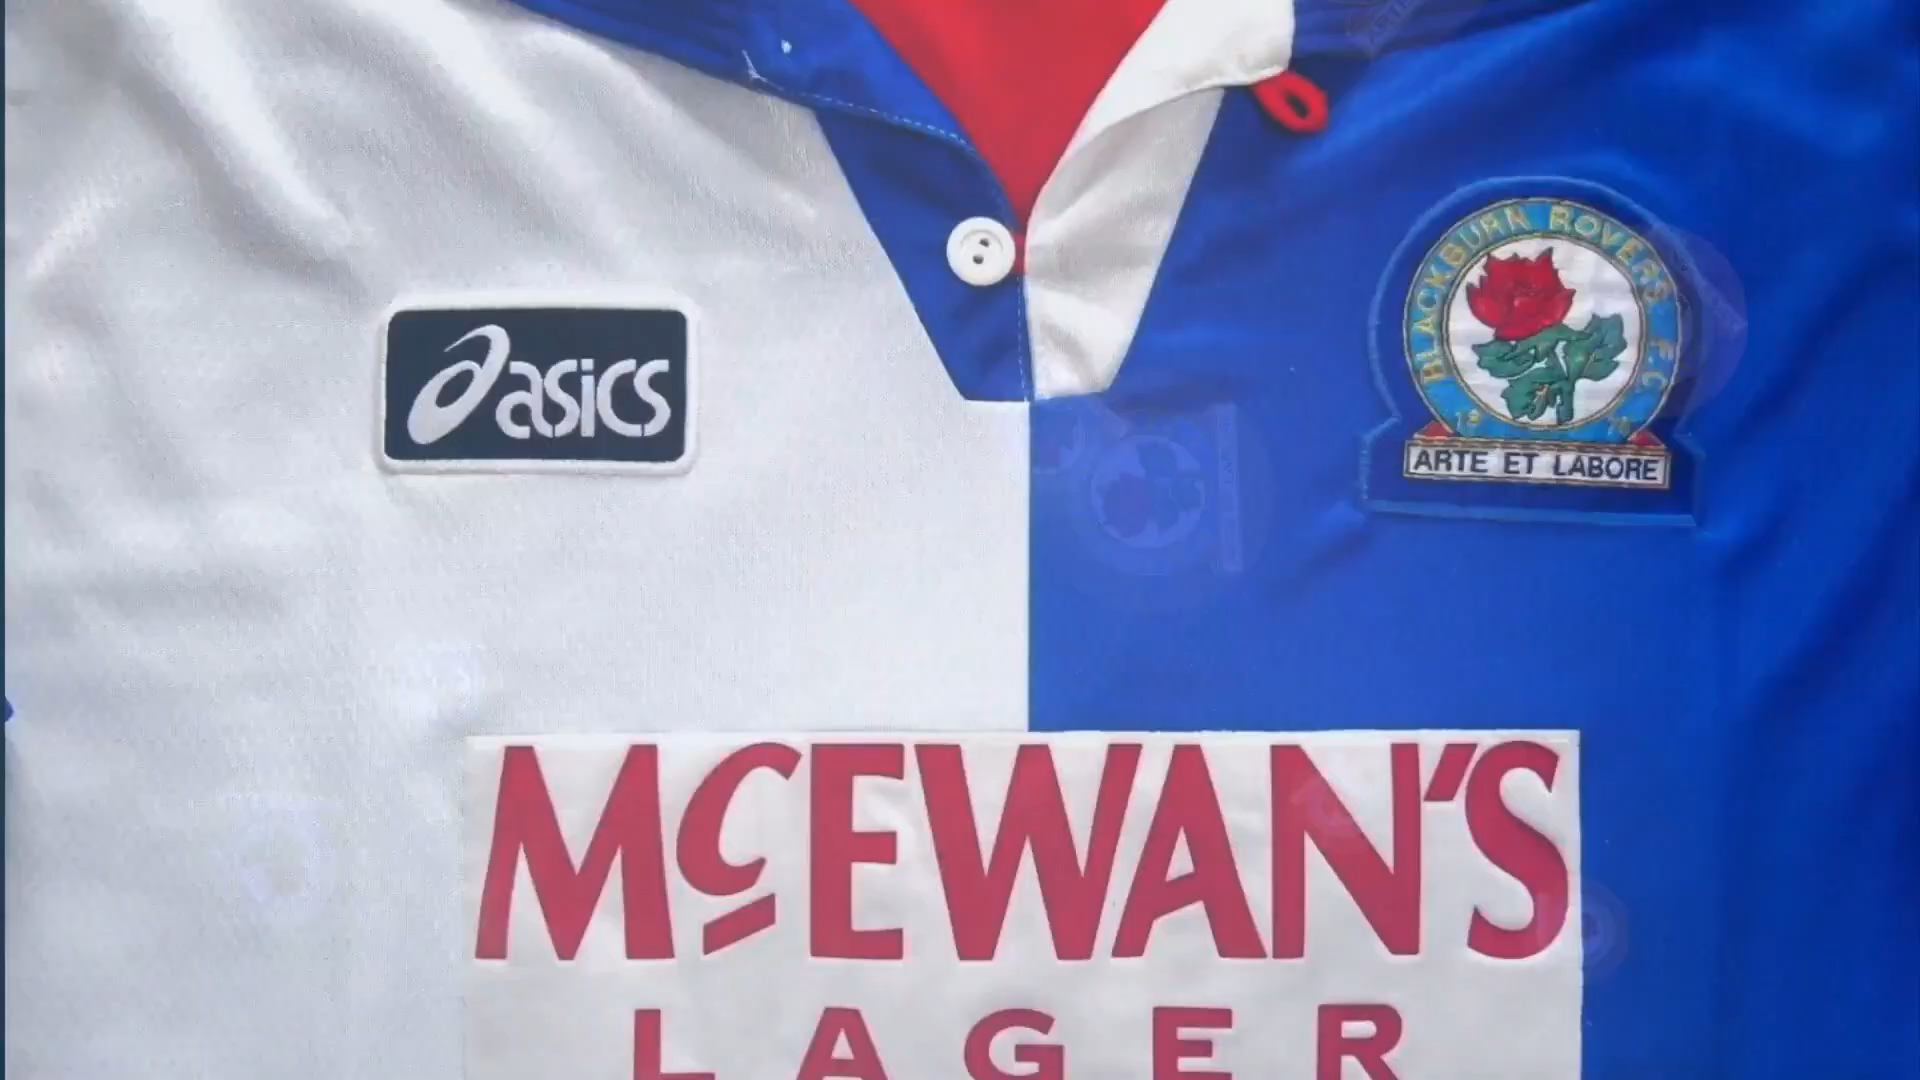 asics
BLACKBURN ROVERS F.C.
ARTE ET LABORE
McEWAN'S
LAGER